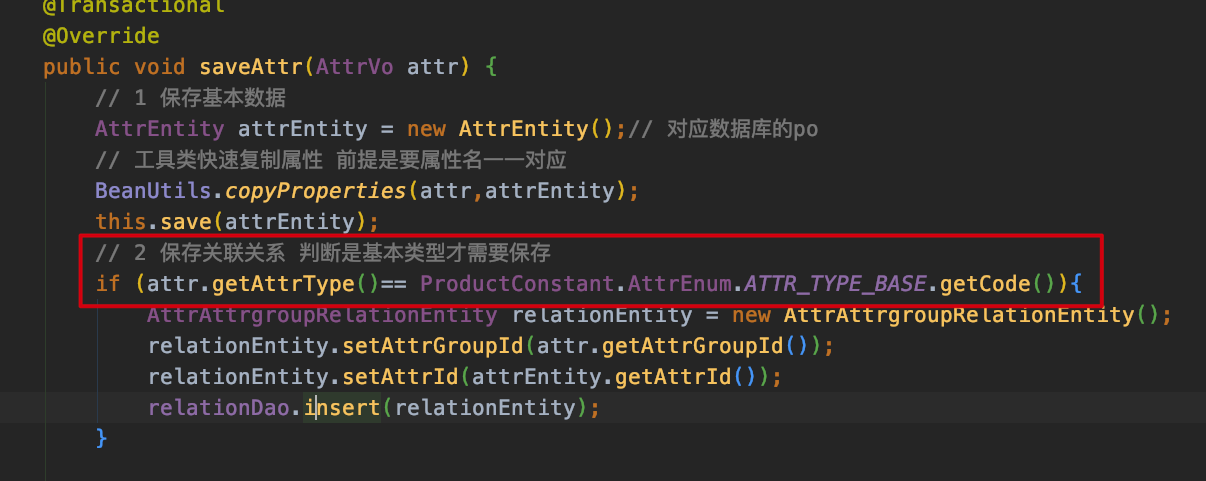 @Transactional
@Override
public void saveAttr(AttrVo attr) {
// 1 保存基本数据
AttrEntity attrEntity = new AttrEntity();// 对应数据库的po
// 工具类快速复制属性 前提是要属性名一一对应
BeanUtils.copyProperties(attr,attrEntity);
this.save(attrEntity);
// 2 保存关联关系 判断是基本类型才需要保存
if (attr.getAttrType()== ProductConstant.AttrEnum.ATTR_TYPE_BASE.getCode()){
AttrAttrgroupRelationEntity relationEntity = new AttrAttrgroupRelationEntity();
relationEntity.setAttrGroupId(attr.getAttrGroupId());
relationEntity.setAttrId(attrEntity.getAttrId());
relationDao.insert(relationEntity);
}